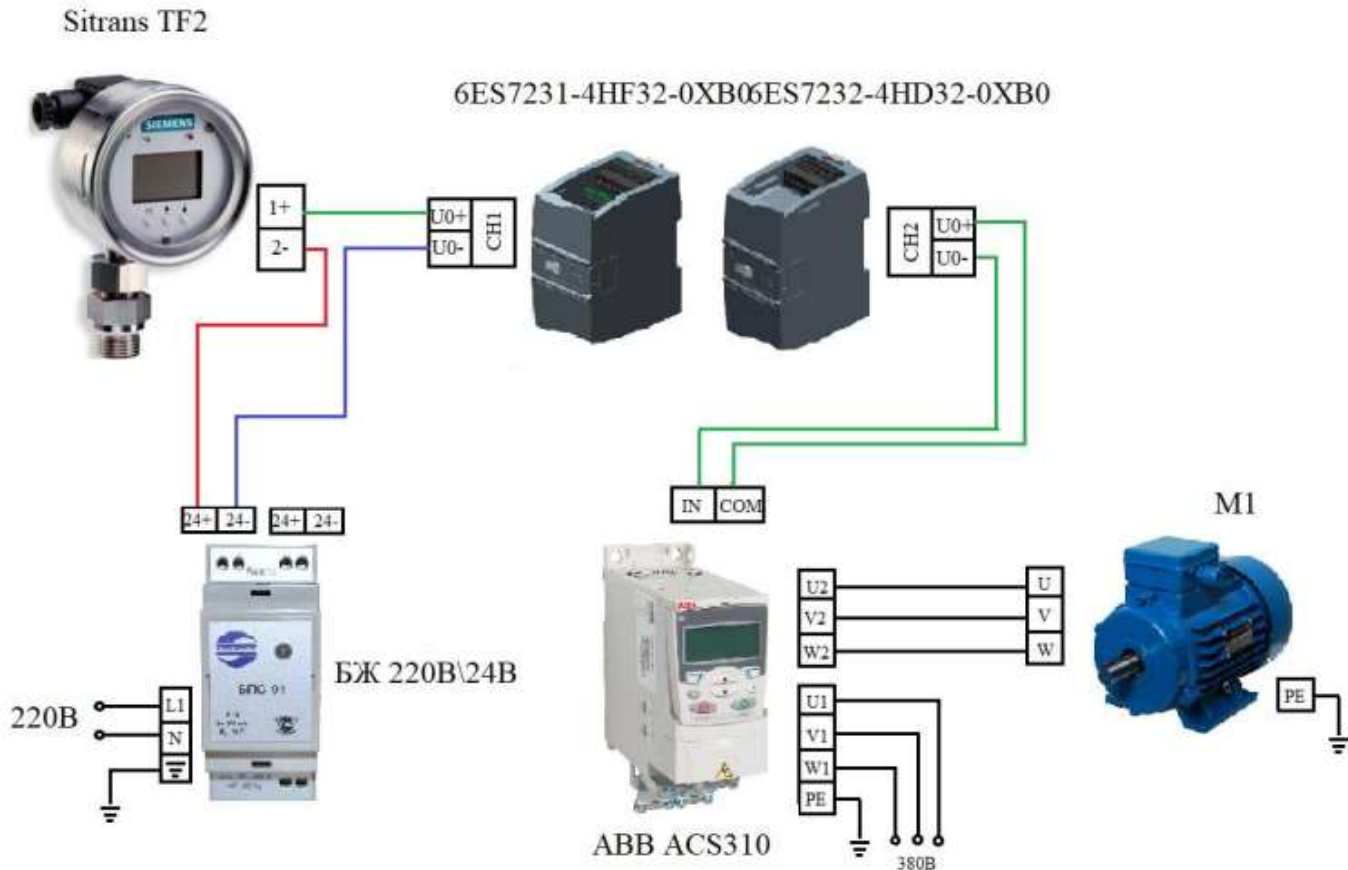 Sitrans TF2
6ES7231-4HF32-0XB06ES7232-4HD32-0XB0
SIEMENS
1+
2-
U0+
U0-
CH1
CH2
U0+
U0-
24+ 24- 24+ 24-
IN COM
M1
ABB
U2
V2
W2
U
V
W
БПС 91
БЖ 220В\24В
220В
L1
N
U1
V1
W1
PE
PE
ABB ACS310
380В